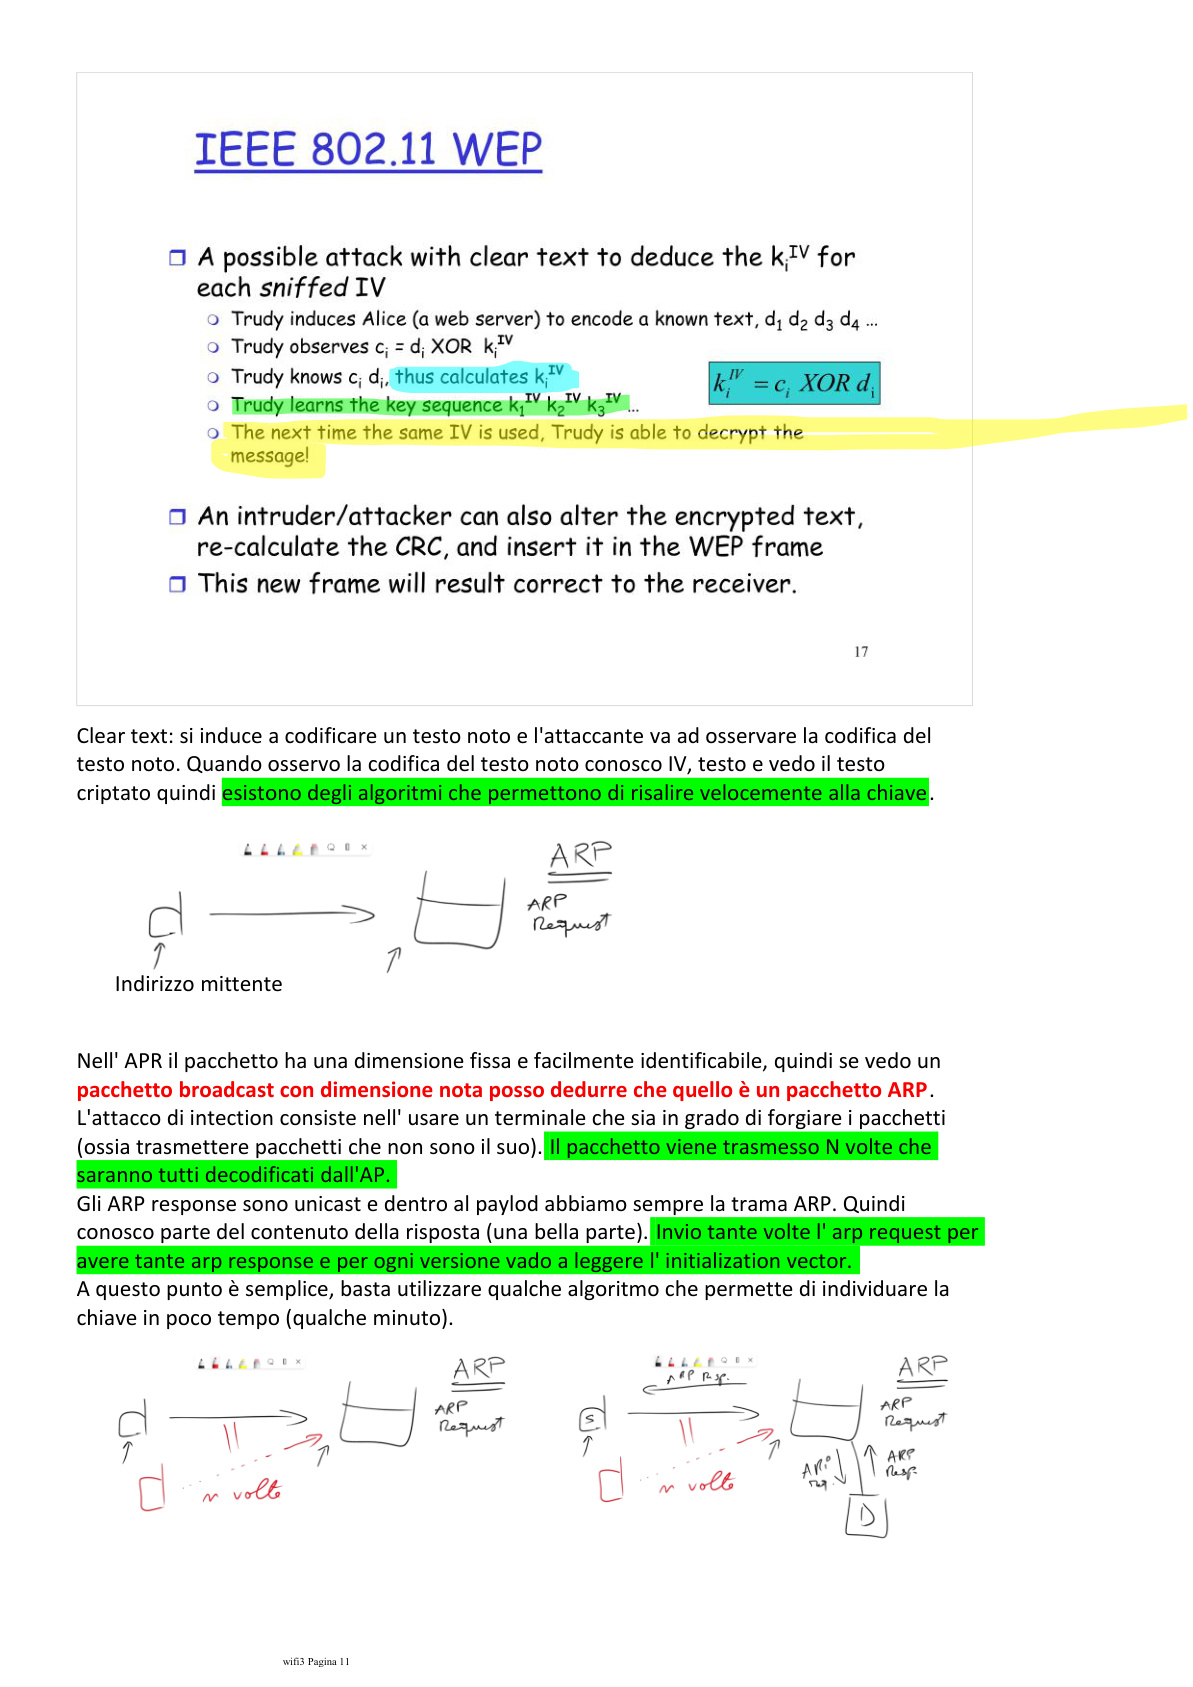 IEEE 802.11 WEP
A possible attack with clear text to deduce the kᵢᴵⱽ for
each sniffed IV
Trudy induces Alice (a web server) to encode a known text, d₁ d₂ d₃ d₄ ...
Trudy observes cᵢ = dᵢ XOR kᵢᴵⱽ
Trudy knows cᵢ dᵢ, thus calculates kᵢᴵⱽ
kᵢᴵⱽ = cᵢ XOR dᵢ
Trudy learns the key sequence k₁ᴵⱽ k₂ᴵⱽ k₃ᴵⱽ ...
The next time the same IV is used, Trudy is able to decrypt the
message!
An intruder/attacker can also alter the encrypted text,
re-calculate the CRC, and insert it in the WEP frame
This new frame will result correct to the receiver.
17
Clear text: si induce a codificare un testo noto e l'attaccante va ad osservare la codifica del
testo noto. Quando osservo la codifica del testo noto conosco IV, testo e vedo il testo
criptato quindi esistono degli algoritmi che permettono di risalire velocemente alla chiave.
ARP
ARP
Request
Indirizzo mittente
Nell' APR il pacchetto ha una dimensione fissa e facilmente identificabile, quindi se vedo un
pacchetto broadcast con dimensione nota posso dedurre che quello è un pacchetto ARP.
L'attacco di intection consiste nell' usare un terminale che sia in grado di forgiare i pacchetti
(ossia trasmettere pacchetti che non sono il suo). Il pacchetto viene trasmesso N volte che
saranno tutti decodificati dall'AP.
Gli ARP response sono unicast e dentro al paylod abbiamo sempre la trama ARP. Quindi
conosco parte del contenuto della risposta (una bella parte). Invio tante volte l' arp request per
avere tante arp response e per ogni versione vado a leggere l' initialization vector.
A questo punto è semplice, basta utilizzare qualche algoritmo che permette di individuare la
chiave in poco tempo (qualche minuto).
ARP
ARP
Request
n volte
ARP Resp.
ARP
ARP
Request
S
n volte
ARP
req.
ARP
Resp.
D
wifi3 Pagina 11